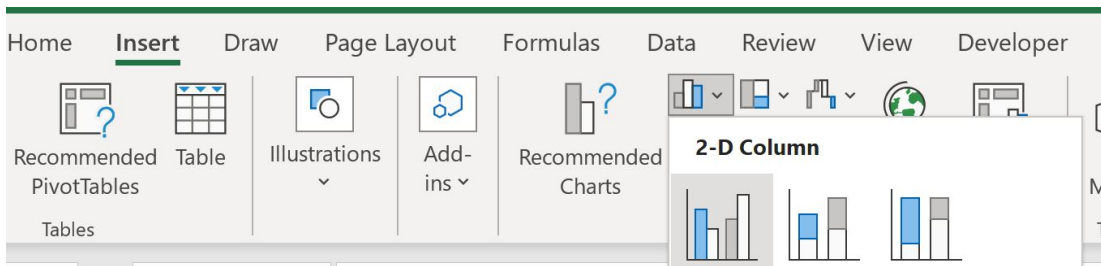 Home Insert Draw Page Layout Formulas Data Review View Developer
Recommended
PivotTables
Table
Illustrations
Add-
ins
Recommended
Charts
Tables
2-D Column